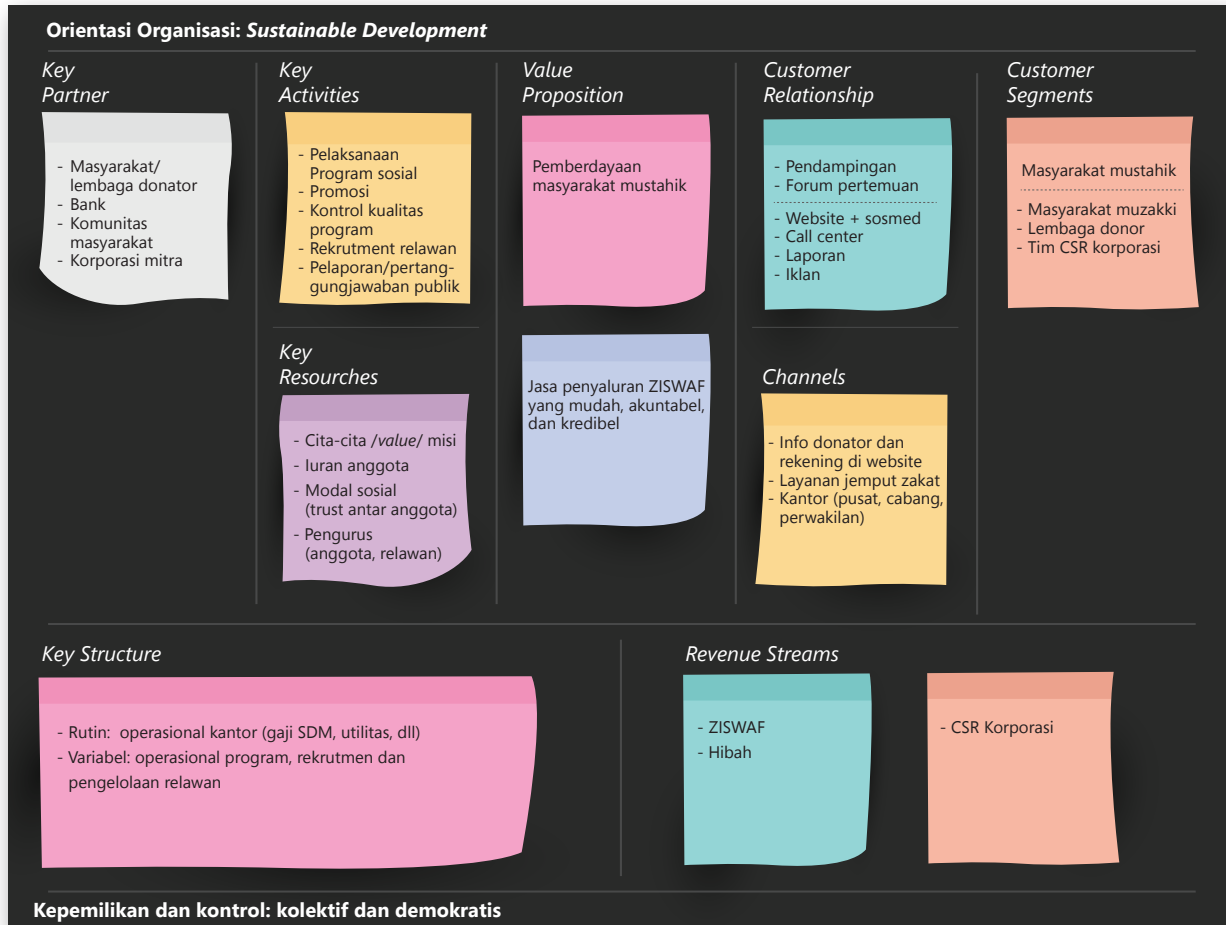 Orientasi Organisasi: Sustainable Development
Key
Partner
- Masyarakat/
lembaga donator
- Bank
- Komunitas
masyarakat
- Korporasi mitra
Key
Activities
- Pelaksanaan
Program sosial
- Promosi
- Kontrol kualitas
program
- Rekrutment relawan
- Pelaporan/pertang-
gungjawaban publik
Key
Resourches
- Cita-cita /value/ misi
- Iuran anggota
- Modal sosial
(trust antar anggota)
- Pengurus
(anggota, relawan)
Value
Proposition
Pemberdayaan
masyarakat mustahik
Jasa penyaluran ZISWAF
yang mudah, akuntabel,
dan kredibel
Customer
Relationship
- Pendampingan
- Forum pertemuan
- Website + sosmed
- Call center
- Laporan
- Iklan
Channels
- Info donator dan
rekening di website
- Layanan jemput zakat
- Kantor (pusat, cabang,
perwakilan)
Customer
Segments
Masyarakat mustahik
- Masyarakat muzakki
- Lembaga donor
- Tim CSR korporasi
Key Structure
- Rutin: operasional kantor (gaji SDM, utilitas, dll)
- Variabel: operasional program, rekrutmen dan
pengelolaan relawan
Revenue Streams
- ZISWAF
- Hibah
- CSR Korporasi
Kepemilikan dan kontrol: kolektif dan demokratis